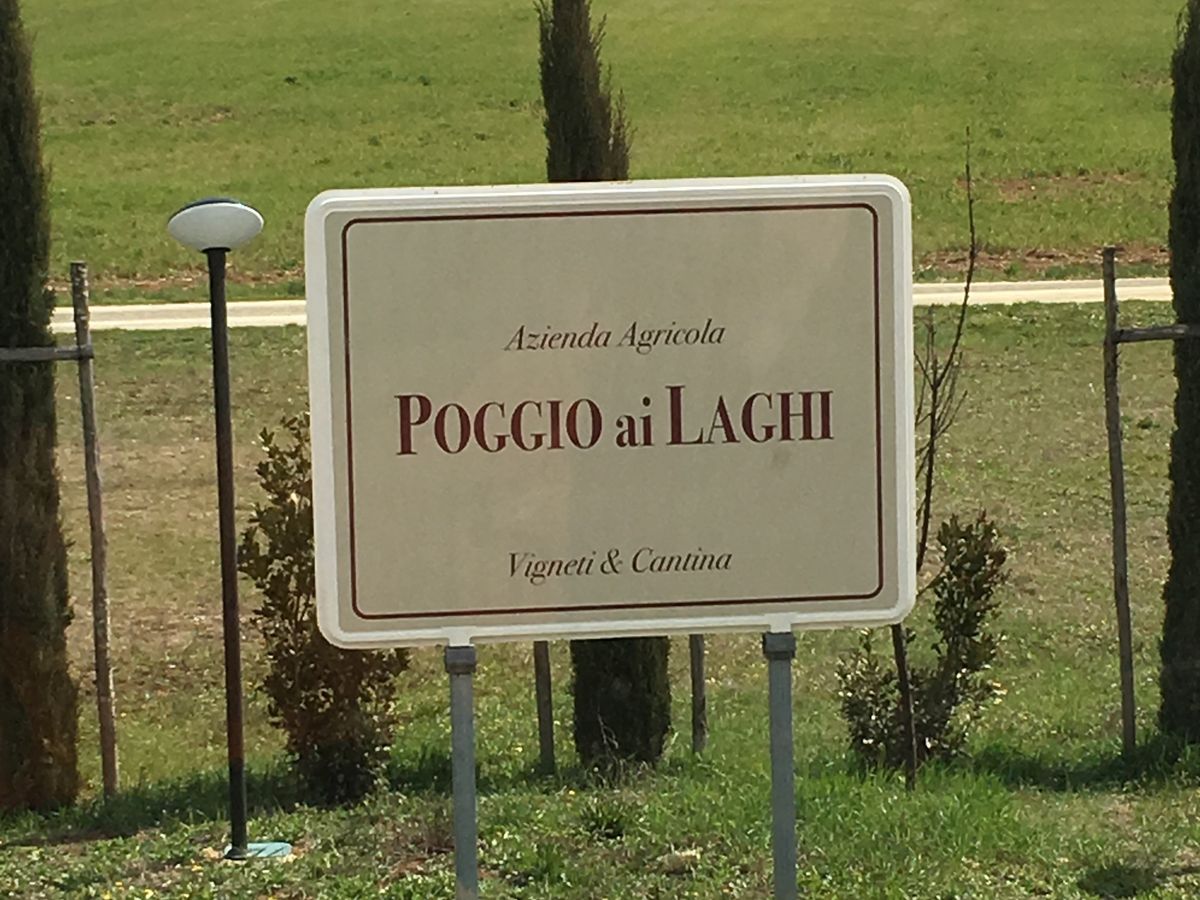 Azienda Agricola
POGGIO ai LAGHI
Vigneti & Cantina